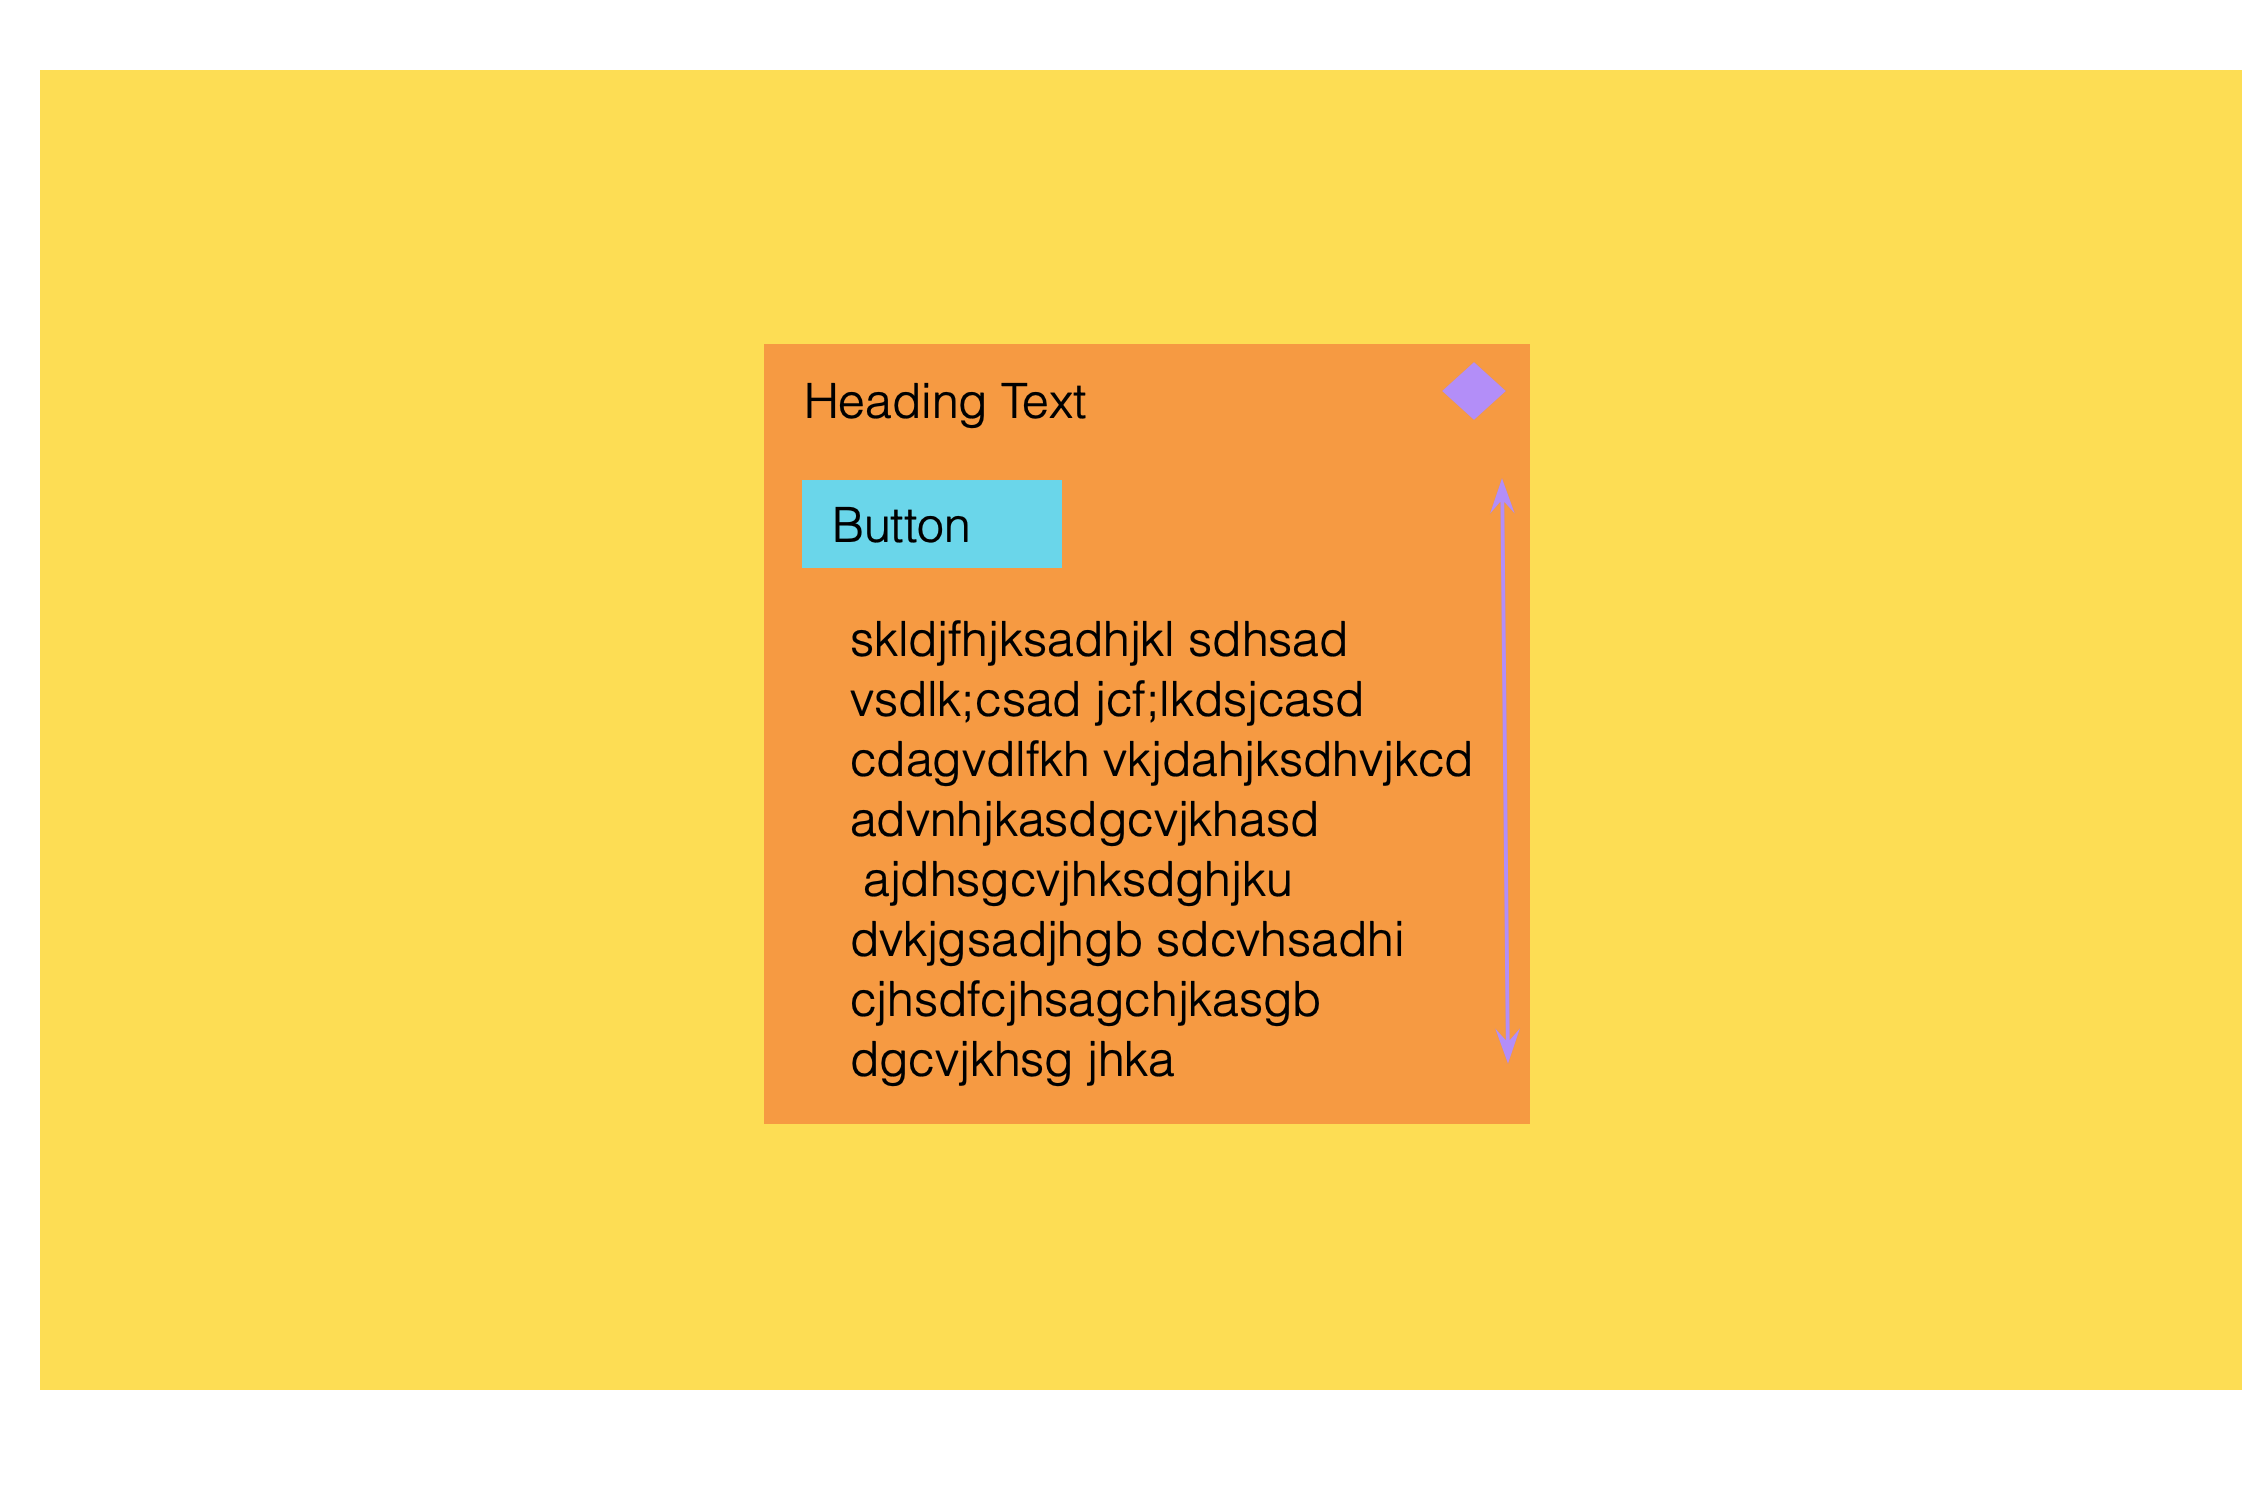 Heading Text
Button
skldjfhjksadhjkl sdhsad
vsdlk;csad jcf;lkdsjcasd
cdagvdlfkh vkjdahjksdhvjkcd
advnhjkasdgcvjkhasd
ajdhsgcvjhksdghjku
dvkjgsadjhgb sdcvhsadhi
cjhsdfcjhsagchjkasgb
dgcvjkhsg jhka